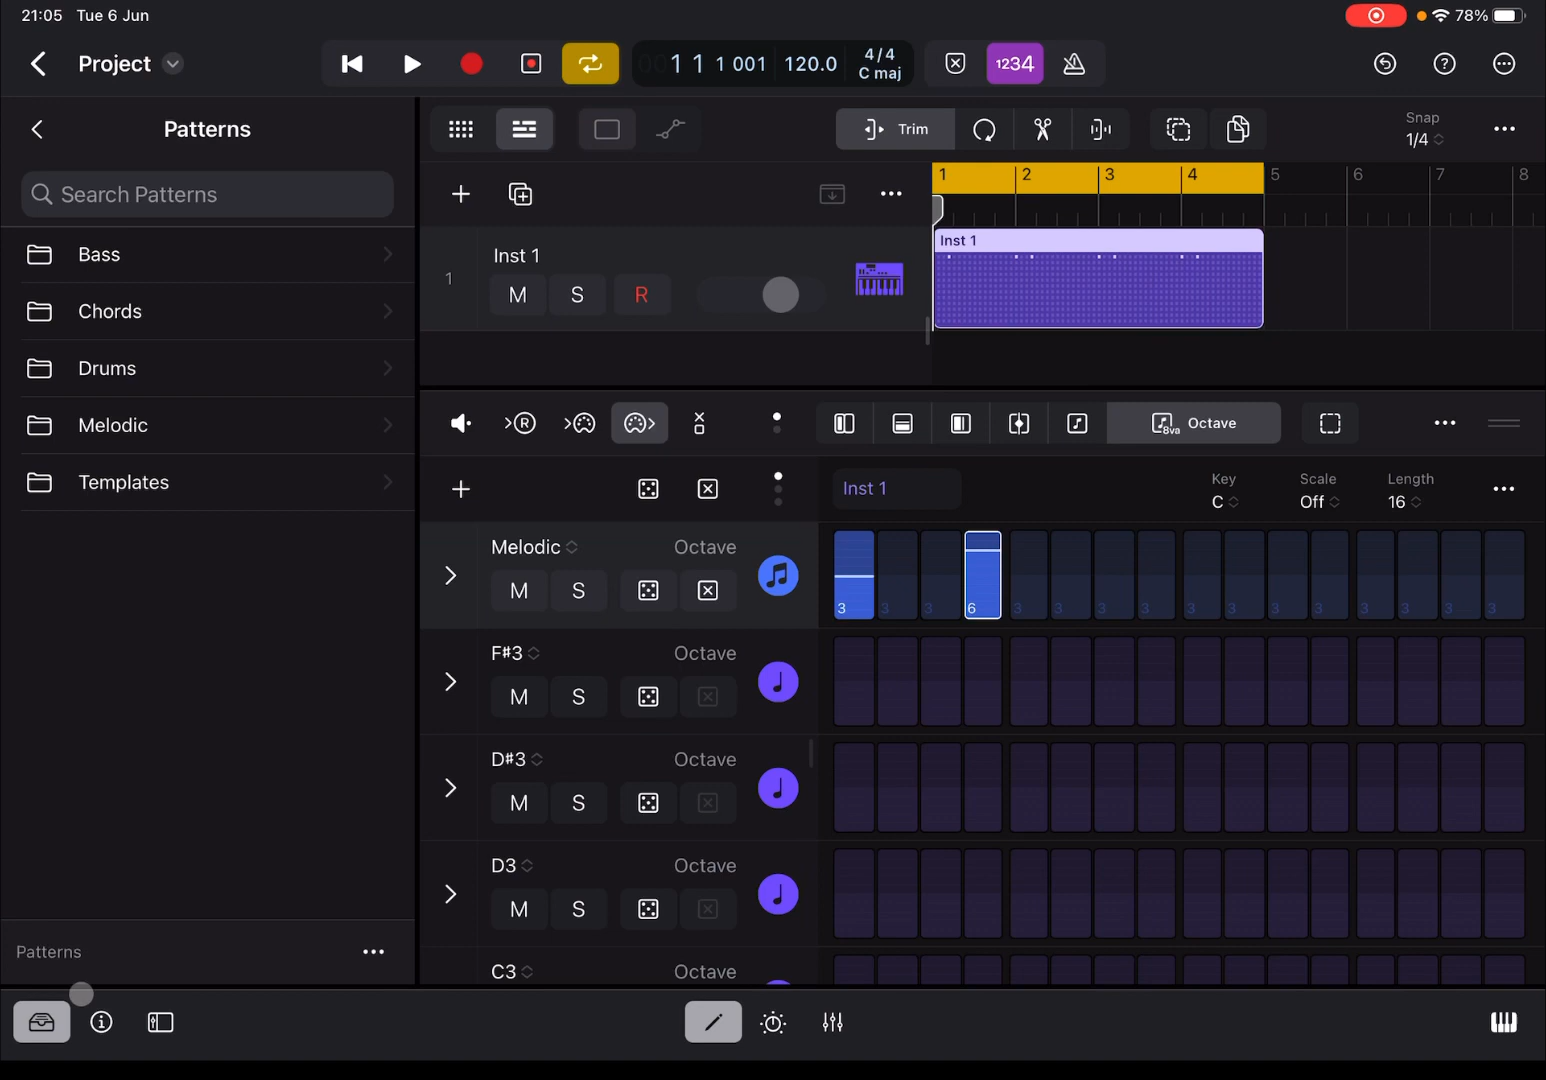 21:05 Tue 6 Jun
78%
Project
001 1 1 001 120.0 4/4 C maj
1234
Patterns
Trim
Snap
1/4
Search Patterns
1 2 3 4 5 6 7 8
Bass
Inst 1
Inst 1
1
M S R
Chords
Drums
Melodic
R
8va Octave
Templates
Inst 1
Key
C
Scale
Off
Length
16
Melodic Octave
M S
3 3 3 6 3 3 3 3 3 3 3 3 3 3 3 3
F#3 Octave
M S
D#3 Octave
M S
D3 Octave
M S
Patterns
C3 Octave